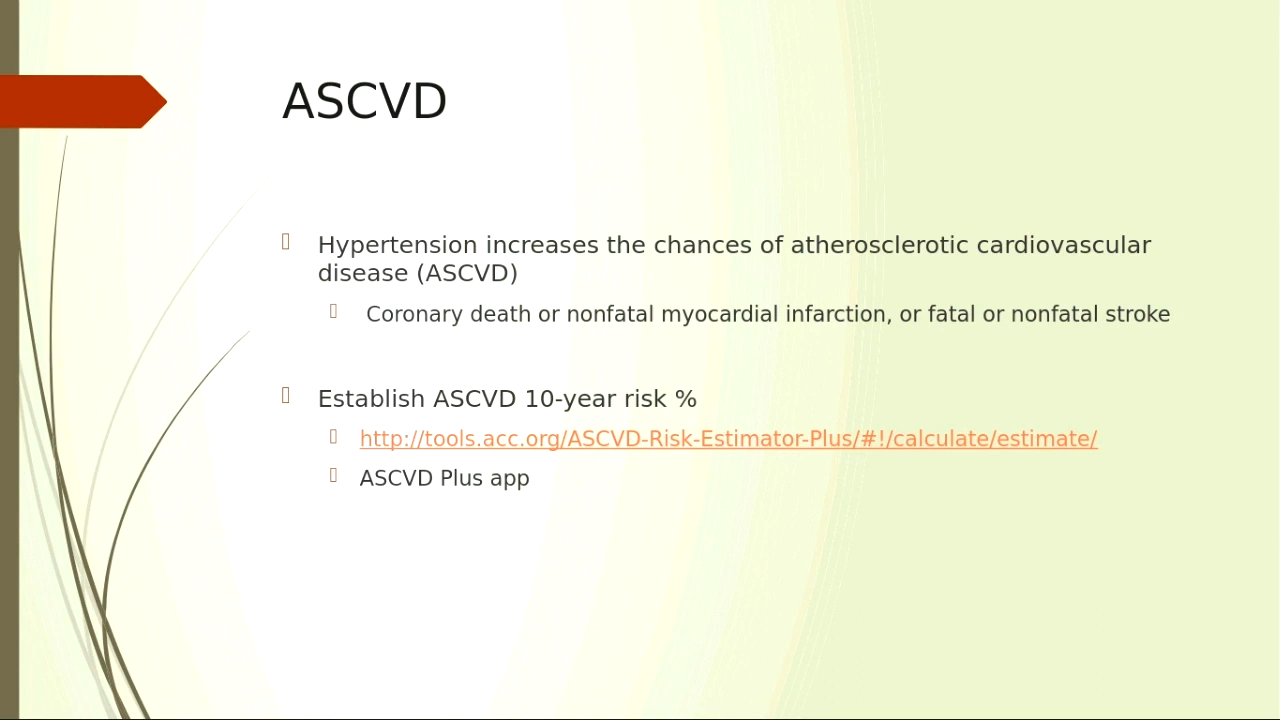 ASCVD
Hypertension increases the chances of atherosclerotic cardiovascular
disease (ASCVD)
Coronary death or nonfatal myocardial infarction, or fatal or nonfatal stroke
Establish ASCVD 10-year risk %
http://tools.acc.org/ASCVD-Risk-Estimator-Plus/#!/calculate/estimate/
ASCVD Plus app